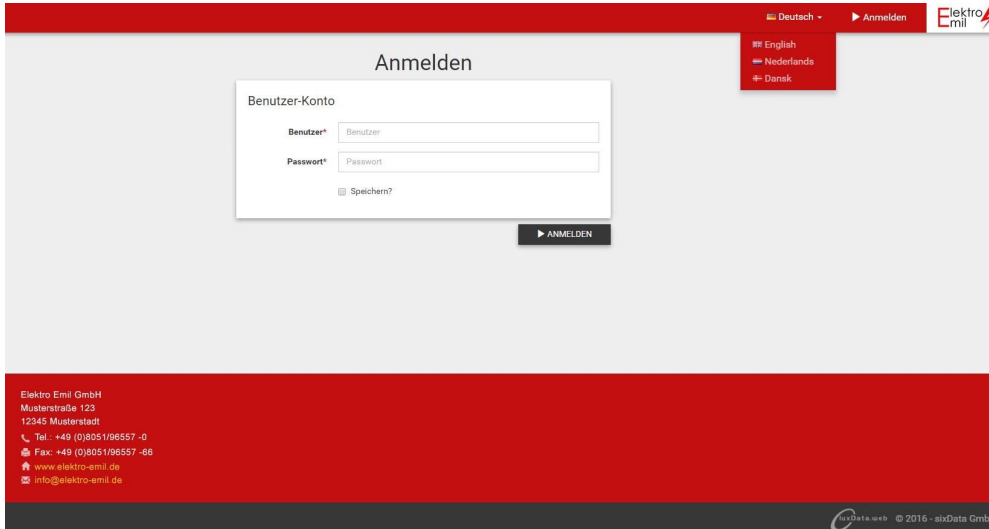 Deutsch
Anmelden
Elektro
Emil
English
Nederlands
Dansk
Anmelden
Benutzer-Konto
Benutzer* Benutzer
Passwort* Passwort
Speichern?
ANMELDEN
Elektro Emil GmbH
Musterstraße 123
12345 Musterstadt
Tel.: +49 (0)8051/96557 -0
Fax: +49 (0)8051/96557 -66
www.elektro-emil.de
info@elektro-emil.de
luxData.web © 2016 - sixData Gmb